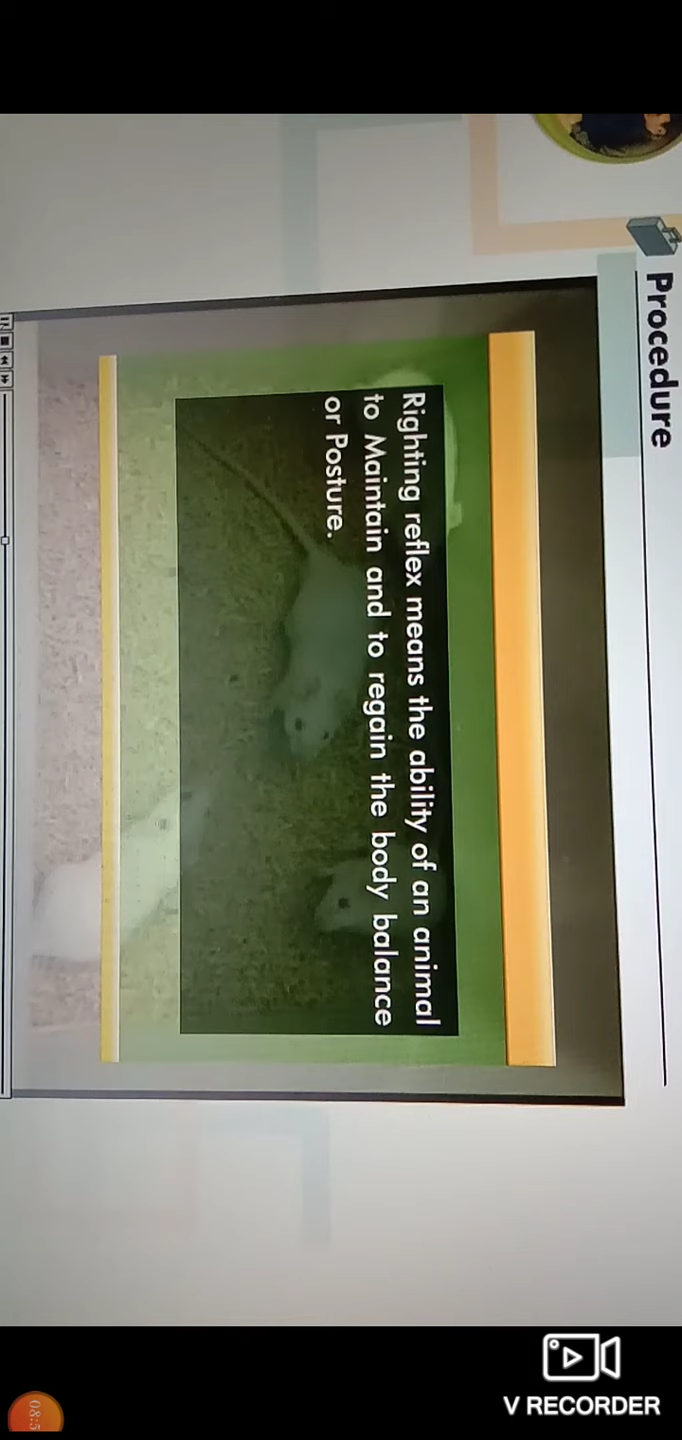 Procedure
Righting reflex means the ability of an animal
to Maintain and to regain the body balance
or Posture.
V RECORDER